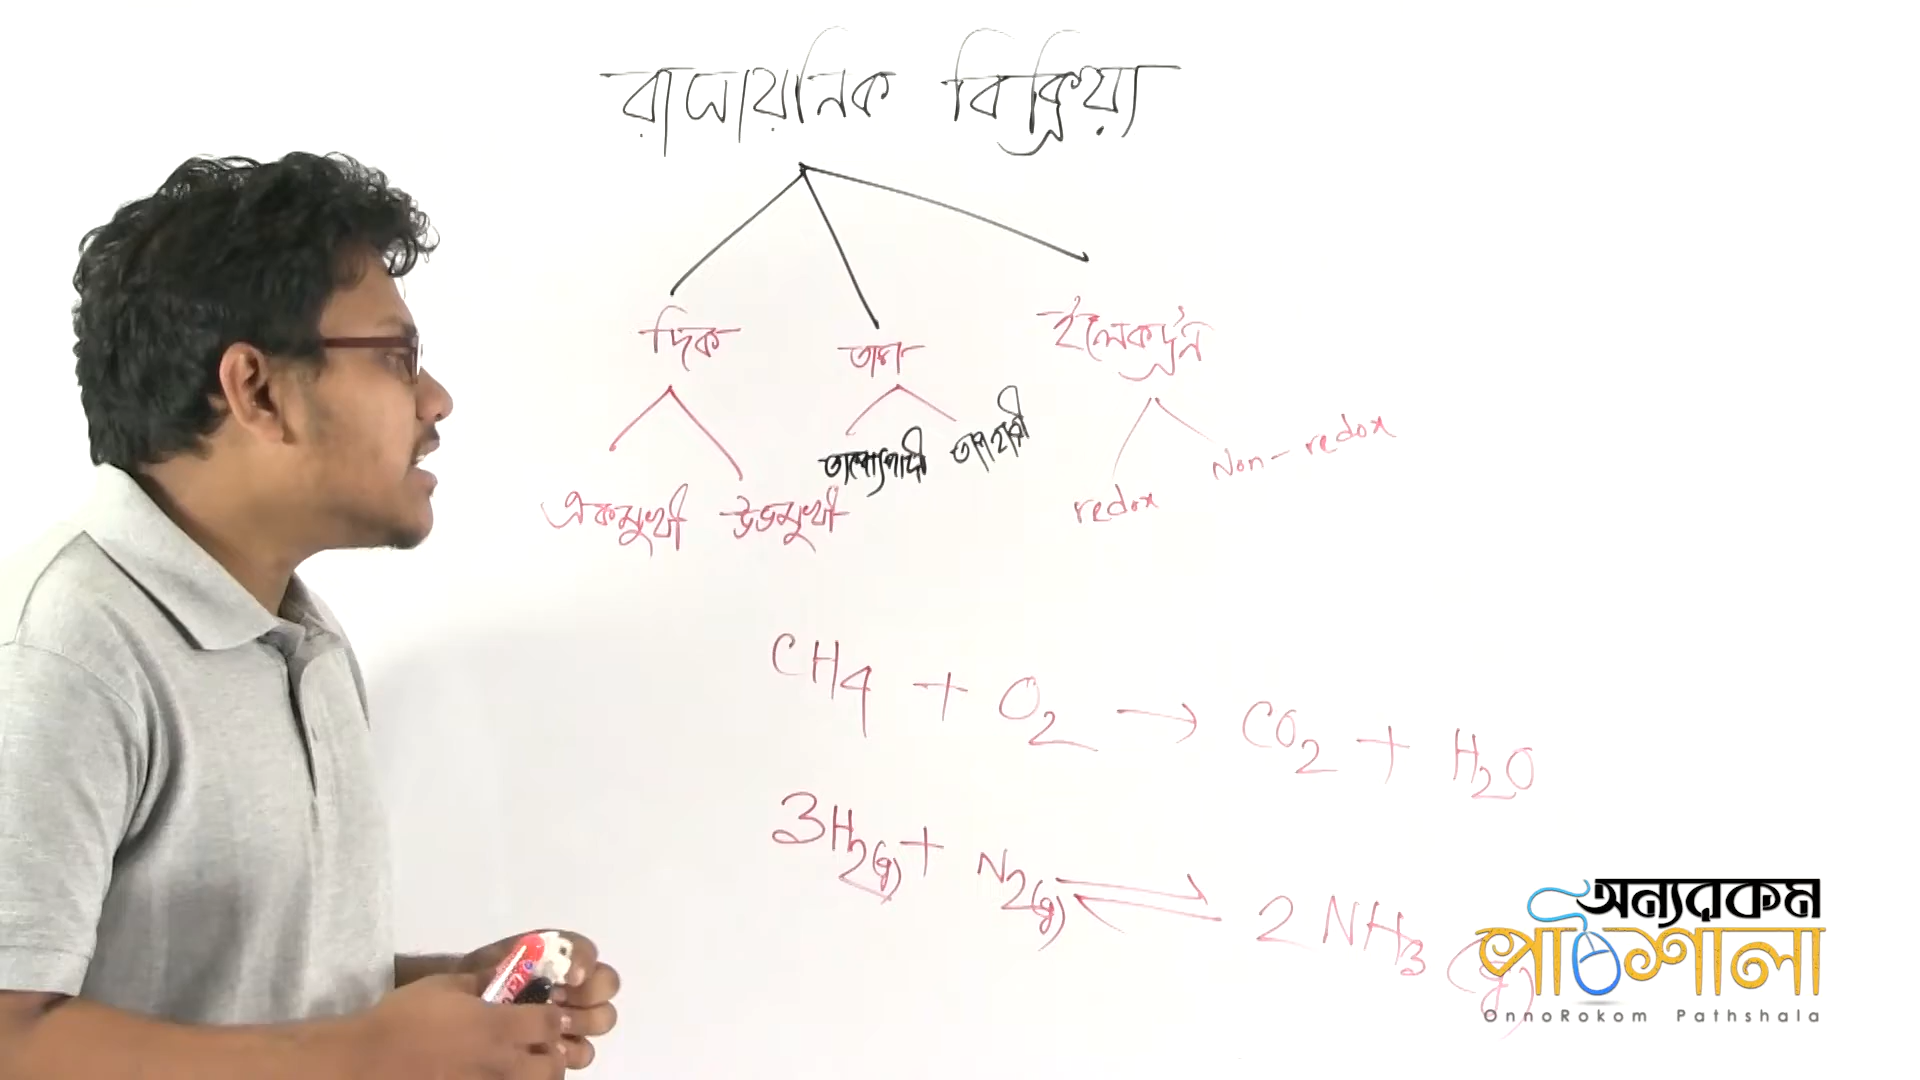 রাসায়নিক বিক্রিয়া
দিক তাপ ইলেকট্রন
তাপোৎপাদী তাপহারী redox Non-redox
একমুখী উভমুখী
CH4 + O2 → CO2 + H2O
3H2(g) + N2(g) ⇌ 2NH3 (g)
অন্যরকম
পাঠশালা
OnnoRokom Pathshala